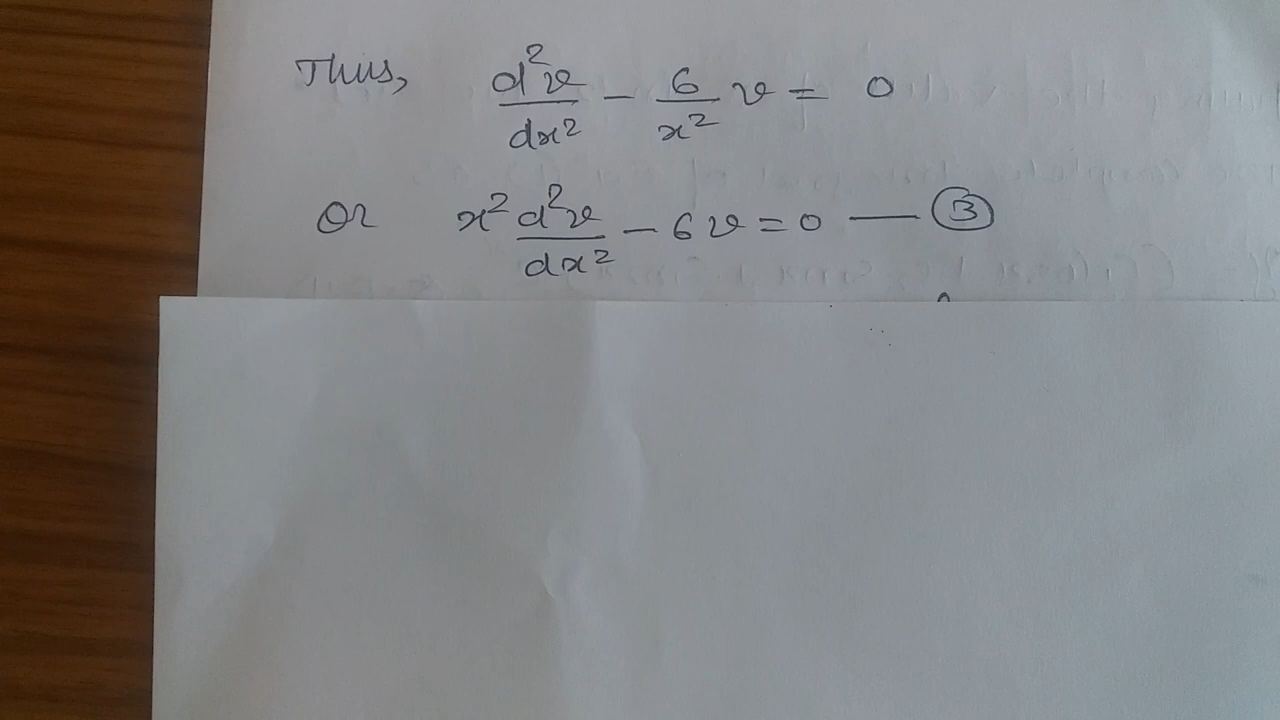 Thus, d²v/dx² - 6/x² v = 0
Or x² d²v/dx² - 6v = 0 — ③